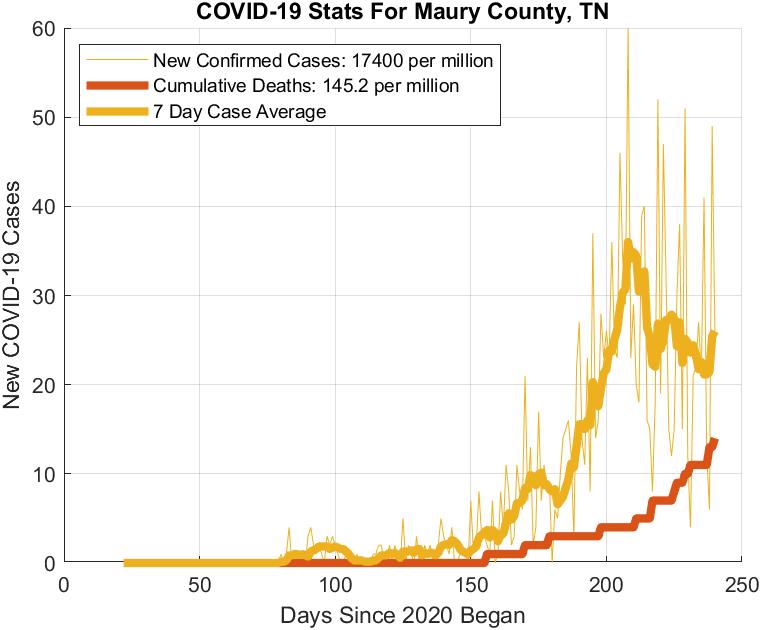 COVID-19 Stats For Maury County, TN
New Confirmed Cases: 17400 per million
Cumulative Deaths: 145.2 per million
7 Day Case Average
New COVID-19 Cases
60
50
40
30
20
10
0
0 50 100 150 200 250
Days Since 2020 Began